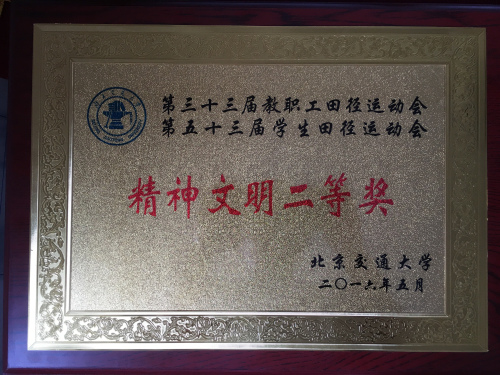 第三十三届教职工田径运动会
第五十三届学生田径运动会
精神文明二等奖
北京交通大学
二〇一六年五月